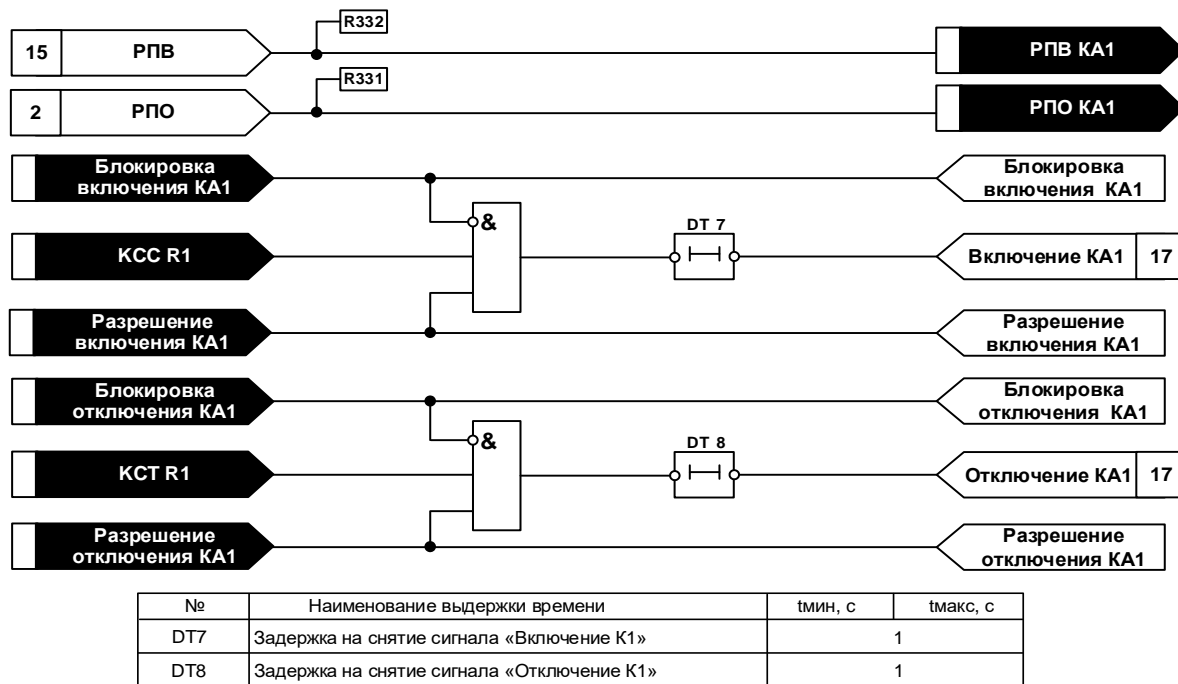 R332
15 РПВ РПВ КА1
R331
2 РПО РПО КА1
Блокировка включения КА1
Блокировка включения КА1
&
DT 7
КСС R1
Включение КА1 17
Разрешение включения КА1
Разрешение включения КА1
Блокировка отключения КА1
Блокировка отключения КА1
&
DT 8
КСТ R1
Отключение КА1 17
Разрешение отключения КА1
Разрешение отключения КА1
№ Наименование выдержки времени tмин, с tмакс, с
DT7 Задержка на снятие сигнала «Включение К1» 1
DT8 Задержка на снятие сигнала «Отключение К1» 1